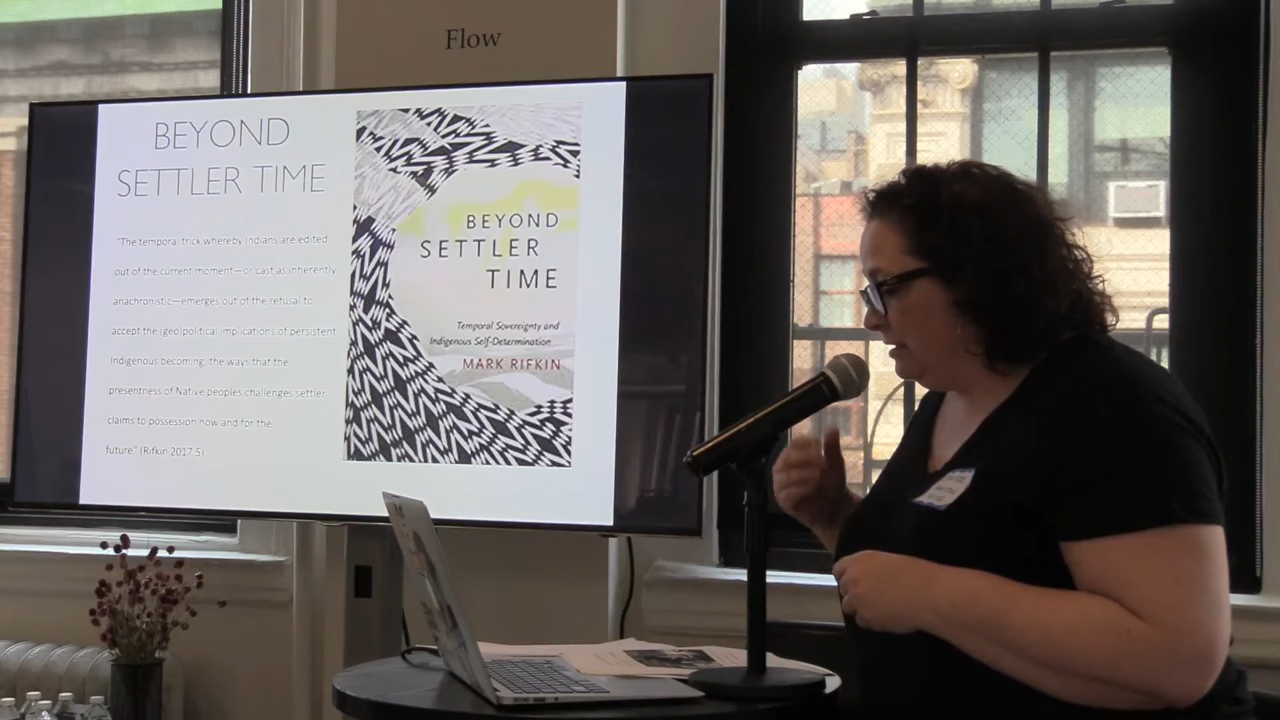 Flow
BEYOND
SETTLER TIME
"The temporal trick whereby Indians are edited
out of the current moment—or cast as inherently
anachronistic—emerges out of the refusal to
accept the (geo)political implications of persistent
Indigenous becoming, the ways that the
presentness of Native peoples challenges settler
claims to possession now and for the
future" (Rifkin 2017:5)
BEYOND
SETTLER
TIME
Temporal Sovereignty and
Indigenous Self-Determination
MARK RIFKIN